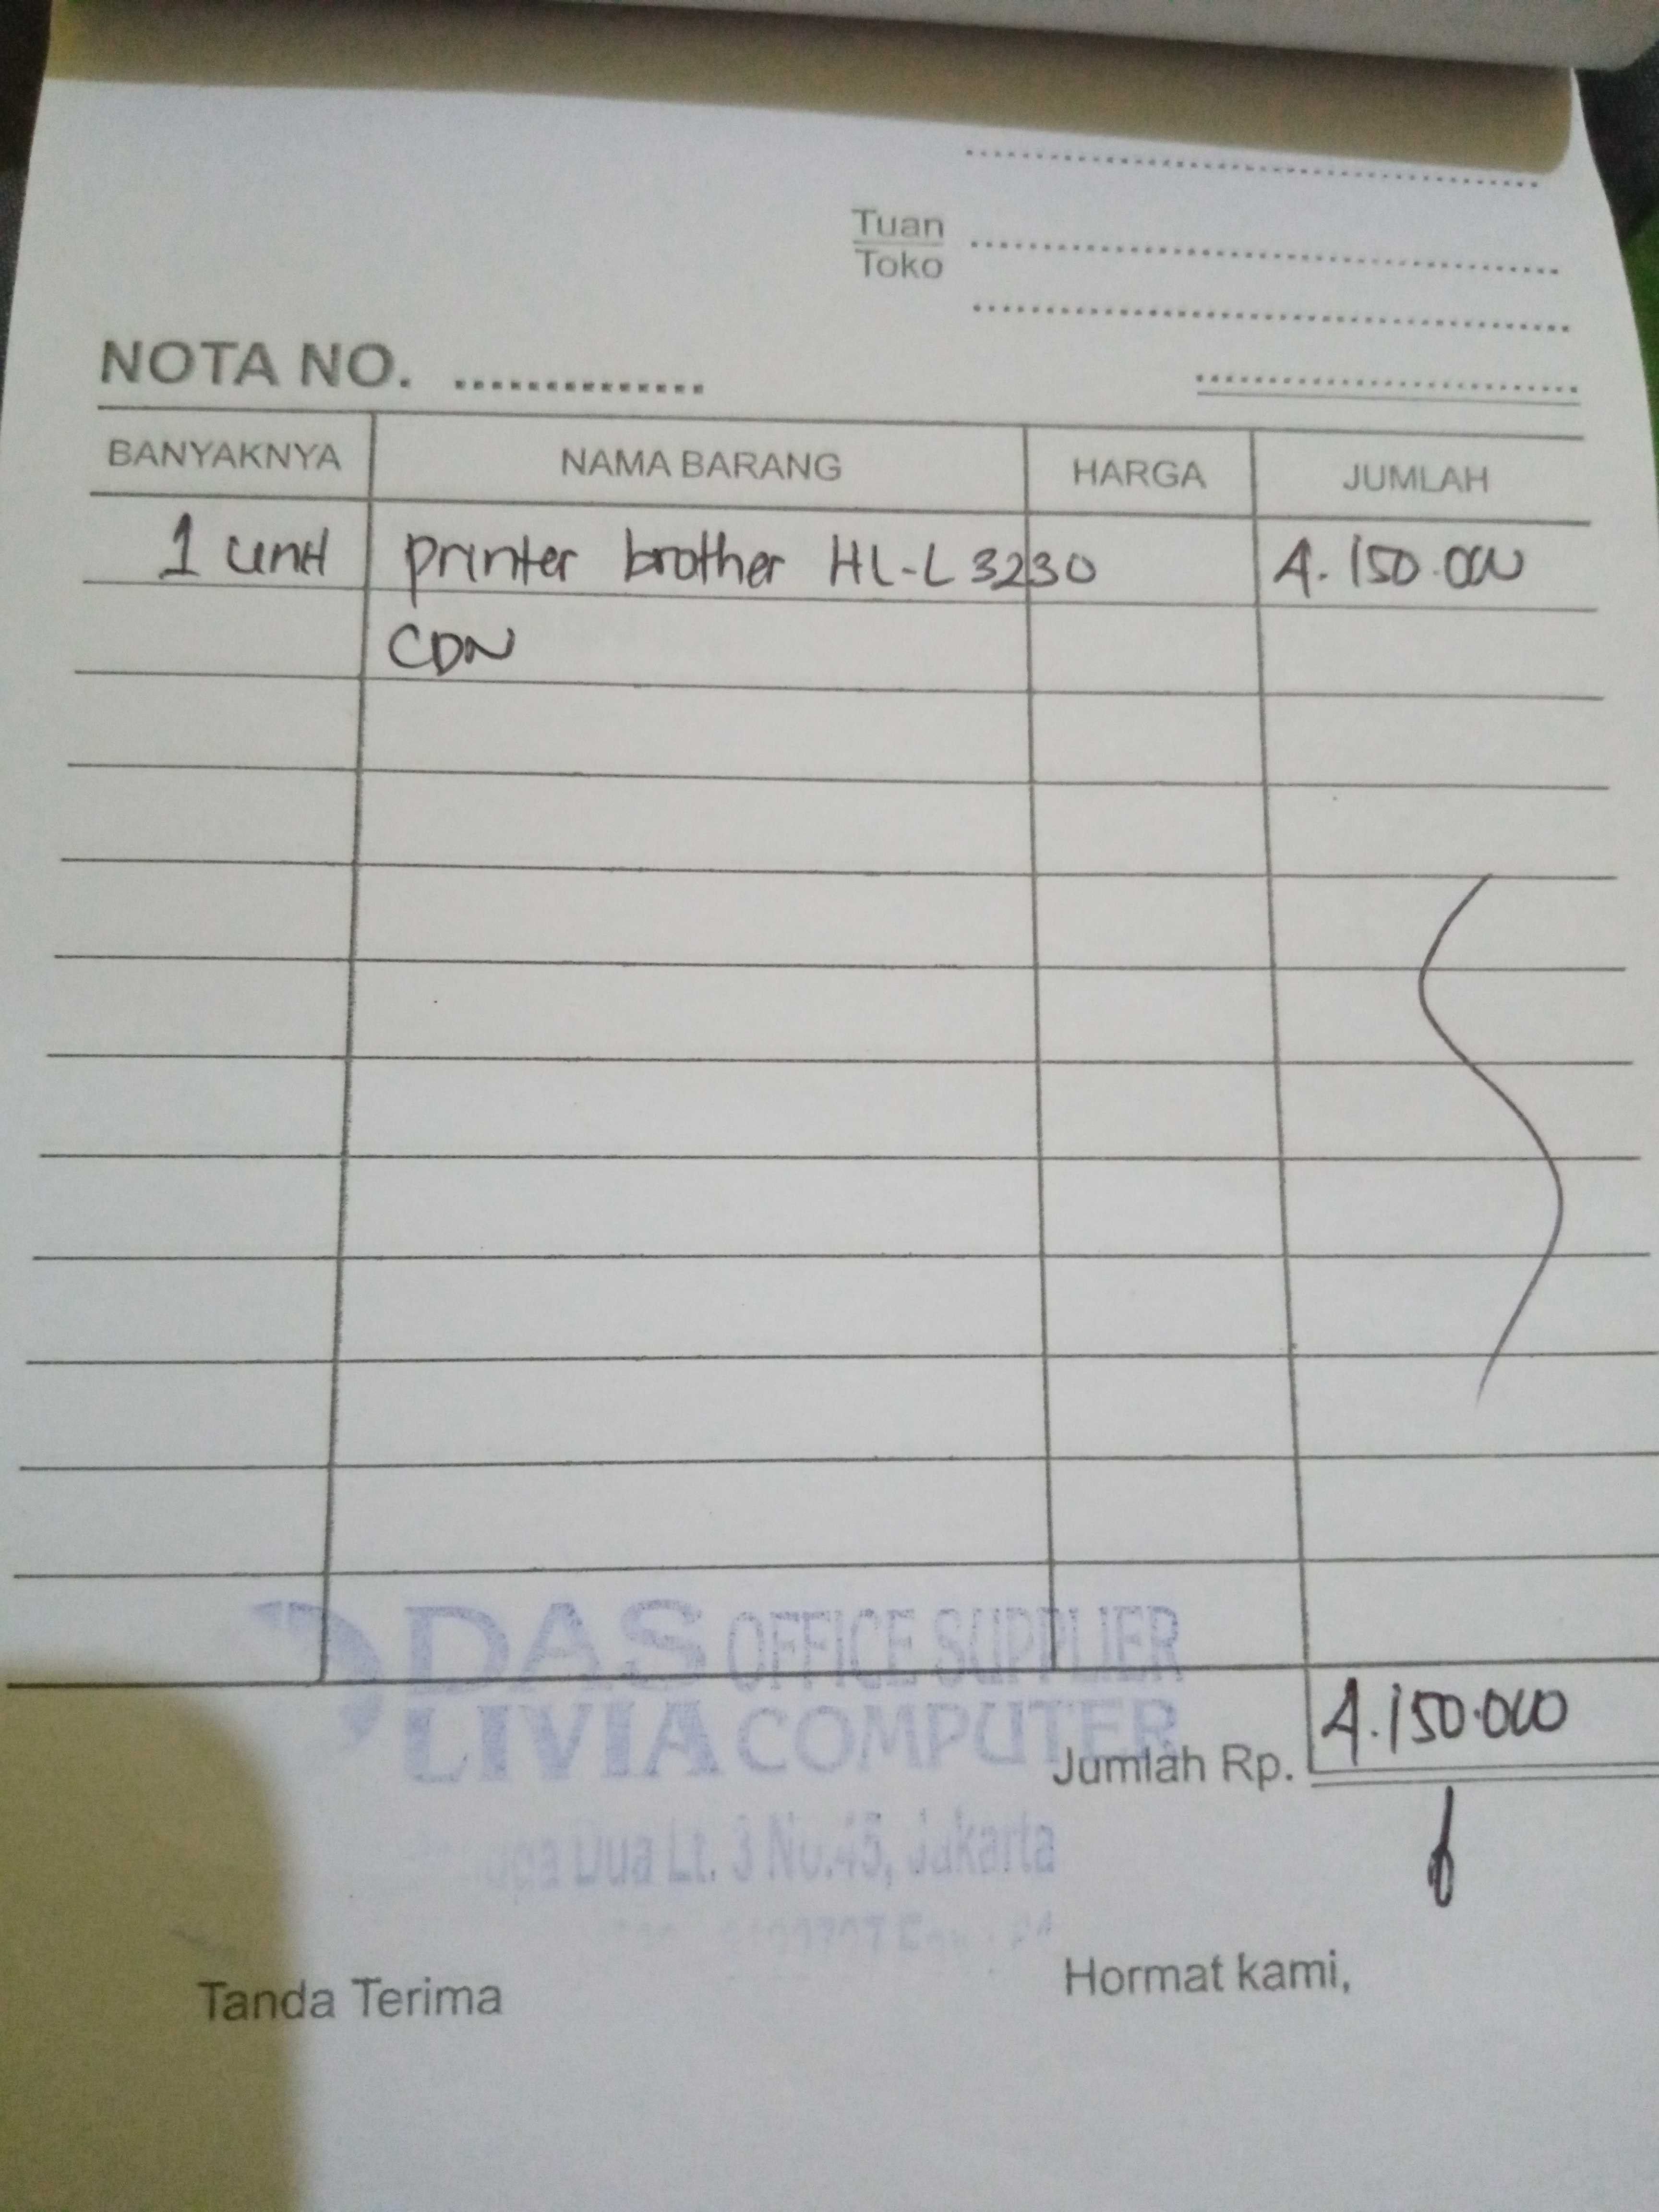 Tuan
Toko
NOTA NO. ..............
BANYAKNYA NAMA BARANG HARGA JUMLAH
1 unit printer brother HL-L3230 4.150.000
CDN
DAS OFFICE SUPPLIER
LIVIA COMPUTER
4.150.000
Jumlah Rp.
Dua Lt. 3 No.45, Jakarta
Tanda Terima Hormat kami,